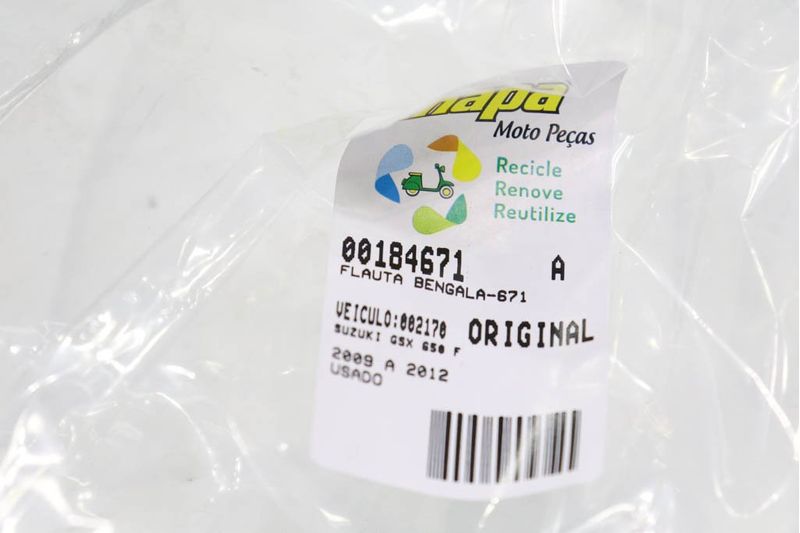 Moto Peças
Recicle
Renove
Reutilize
00184671 A
FLAUTA BENGALA-671
VEICULO:002170 ORIGINAL
SUZUKI GSX 650 F
2009 A 2012
USADO